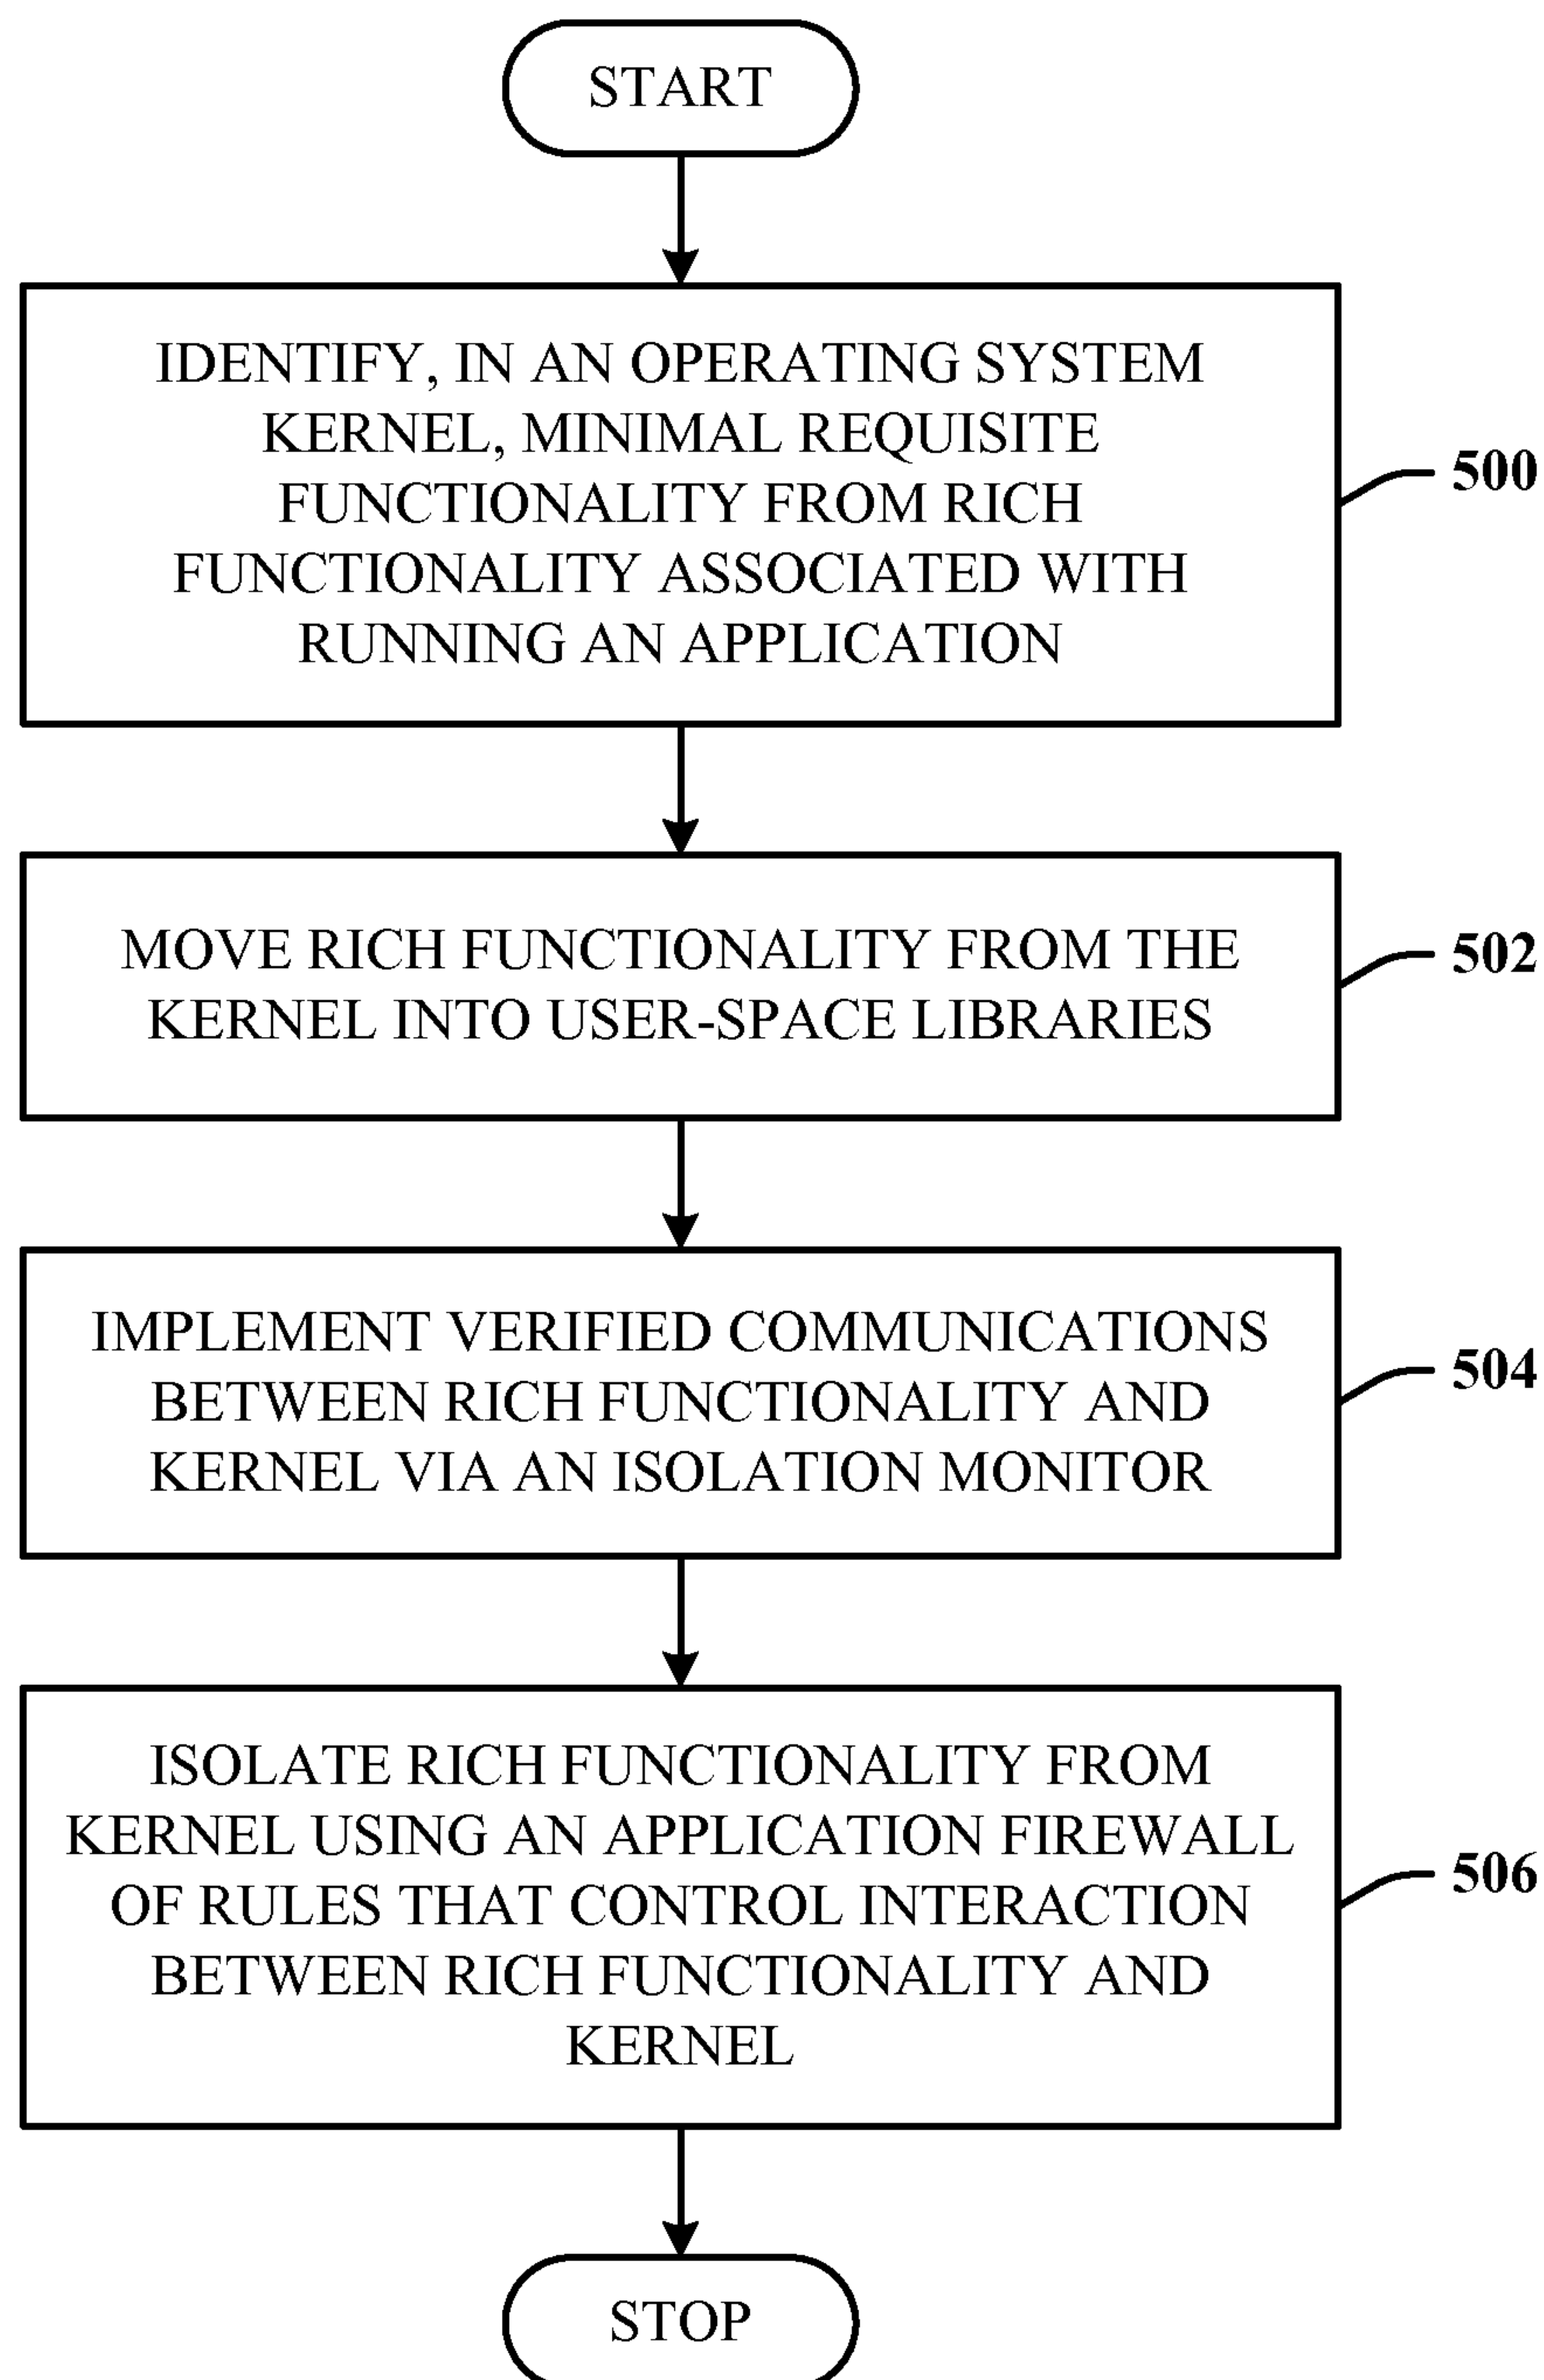 START
IDENTIFY, IN AN OPERATING SYSTEM
KERNEL, MINIMAL REQUISITE
FUNCTIONALITY FROM RICH
FUNCTIONALITY ASSOCIATED WITH
RUNNING AN APPLICATION
500
MOVE RICH FUNCTIONALITY FROM THE
KERNEL INTO USER-SPACE LIBRARIES
502
IMPLEMENT VERIFIED COMMUNICATIONS
BETWEEN RICH FUNCTIONALITY AND
KERNEL VIA AN ISOLATION MONITOR
504
ISOLATE RICH FUNCTIONALITY FROM
KERNEL USING AN APPLICATION FIREWALL
OF RULES THAT CONTROL INTERACTION
BETWEEN RICH FUNCTIONALITY AND
KERNEL
506
STOP